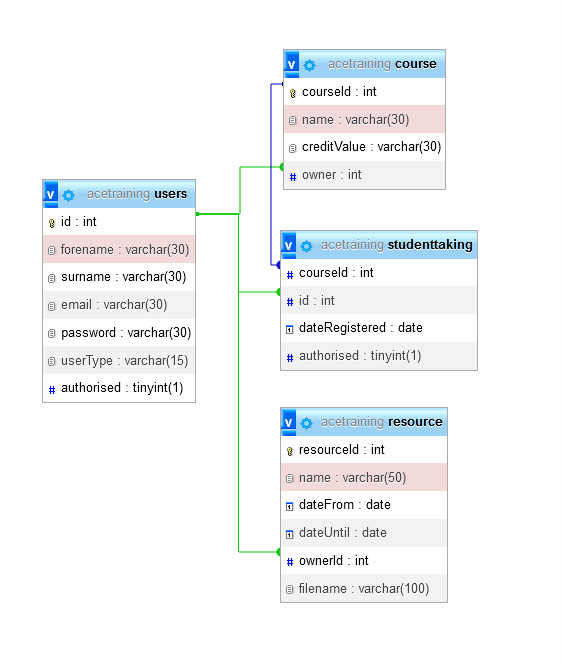 v acetraining course
courseId : int
name : varchar(30)
creditValue : varchar(30)
# owner : int
v acetraining users
id : int
forename : varchar(30)
surname : varchar(30)
email : varchar(30)
password : varchar(30)
userType : varchar(15)
# authorised : tinyint(1)
v acetraining studenttaking
# courseId : int
# id : int
dateRegistered : date
# authorised : tinyint(1)
v acetraining resource
resourceId : int
name : varchar(50)
dateFrom : date
dateUntil : date
# ownerId : int
filename : varchar(100)